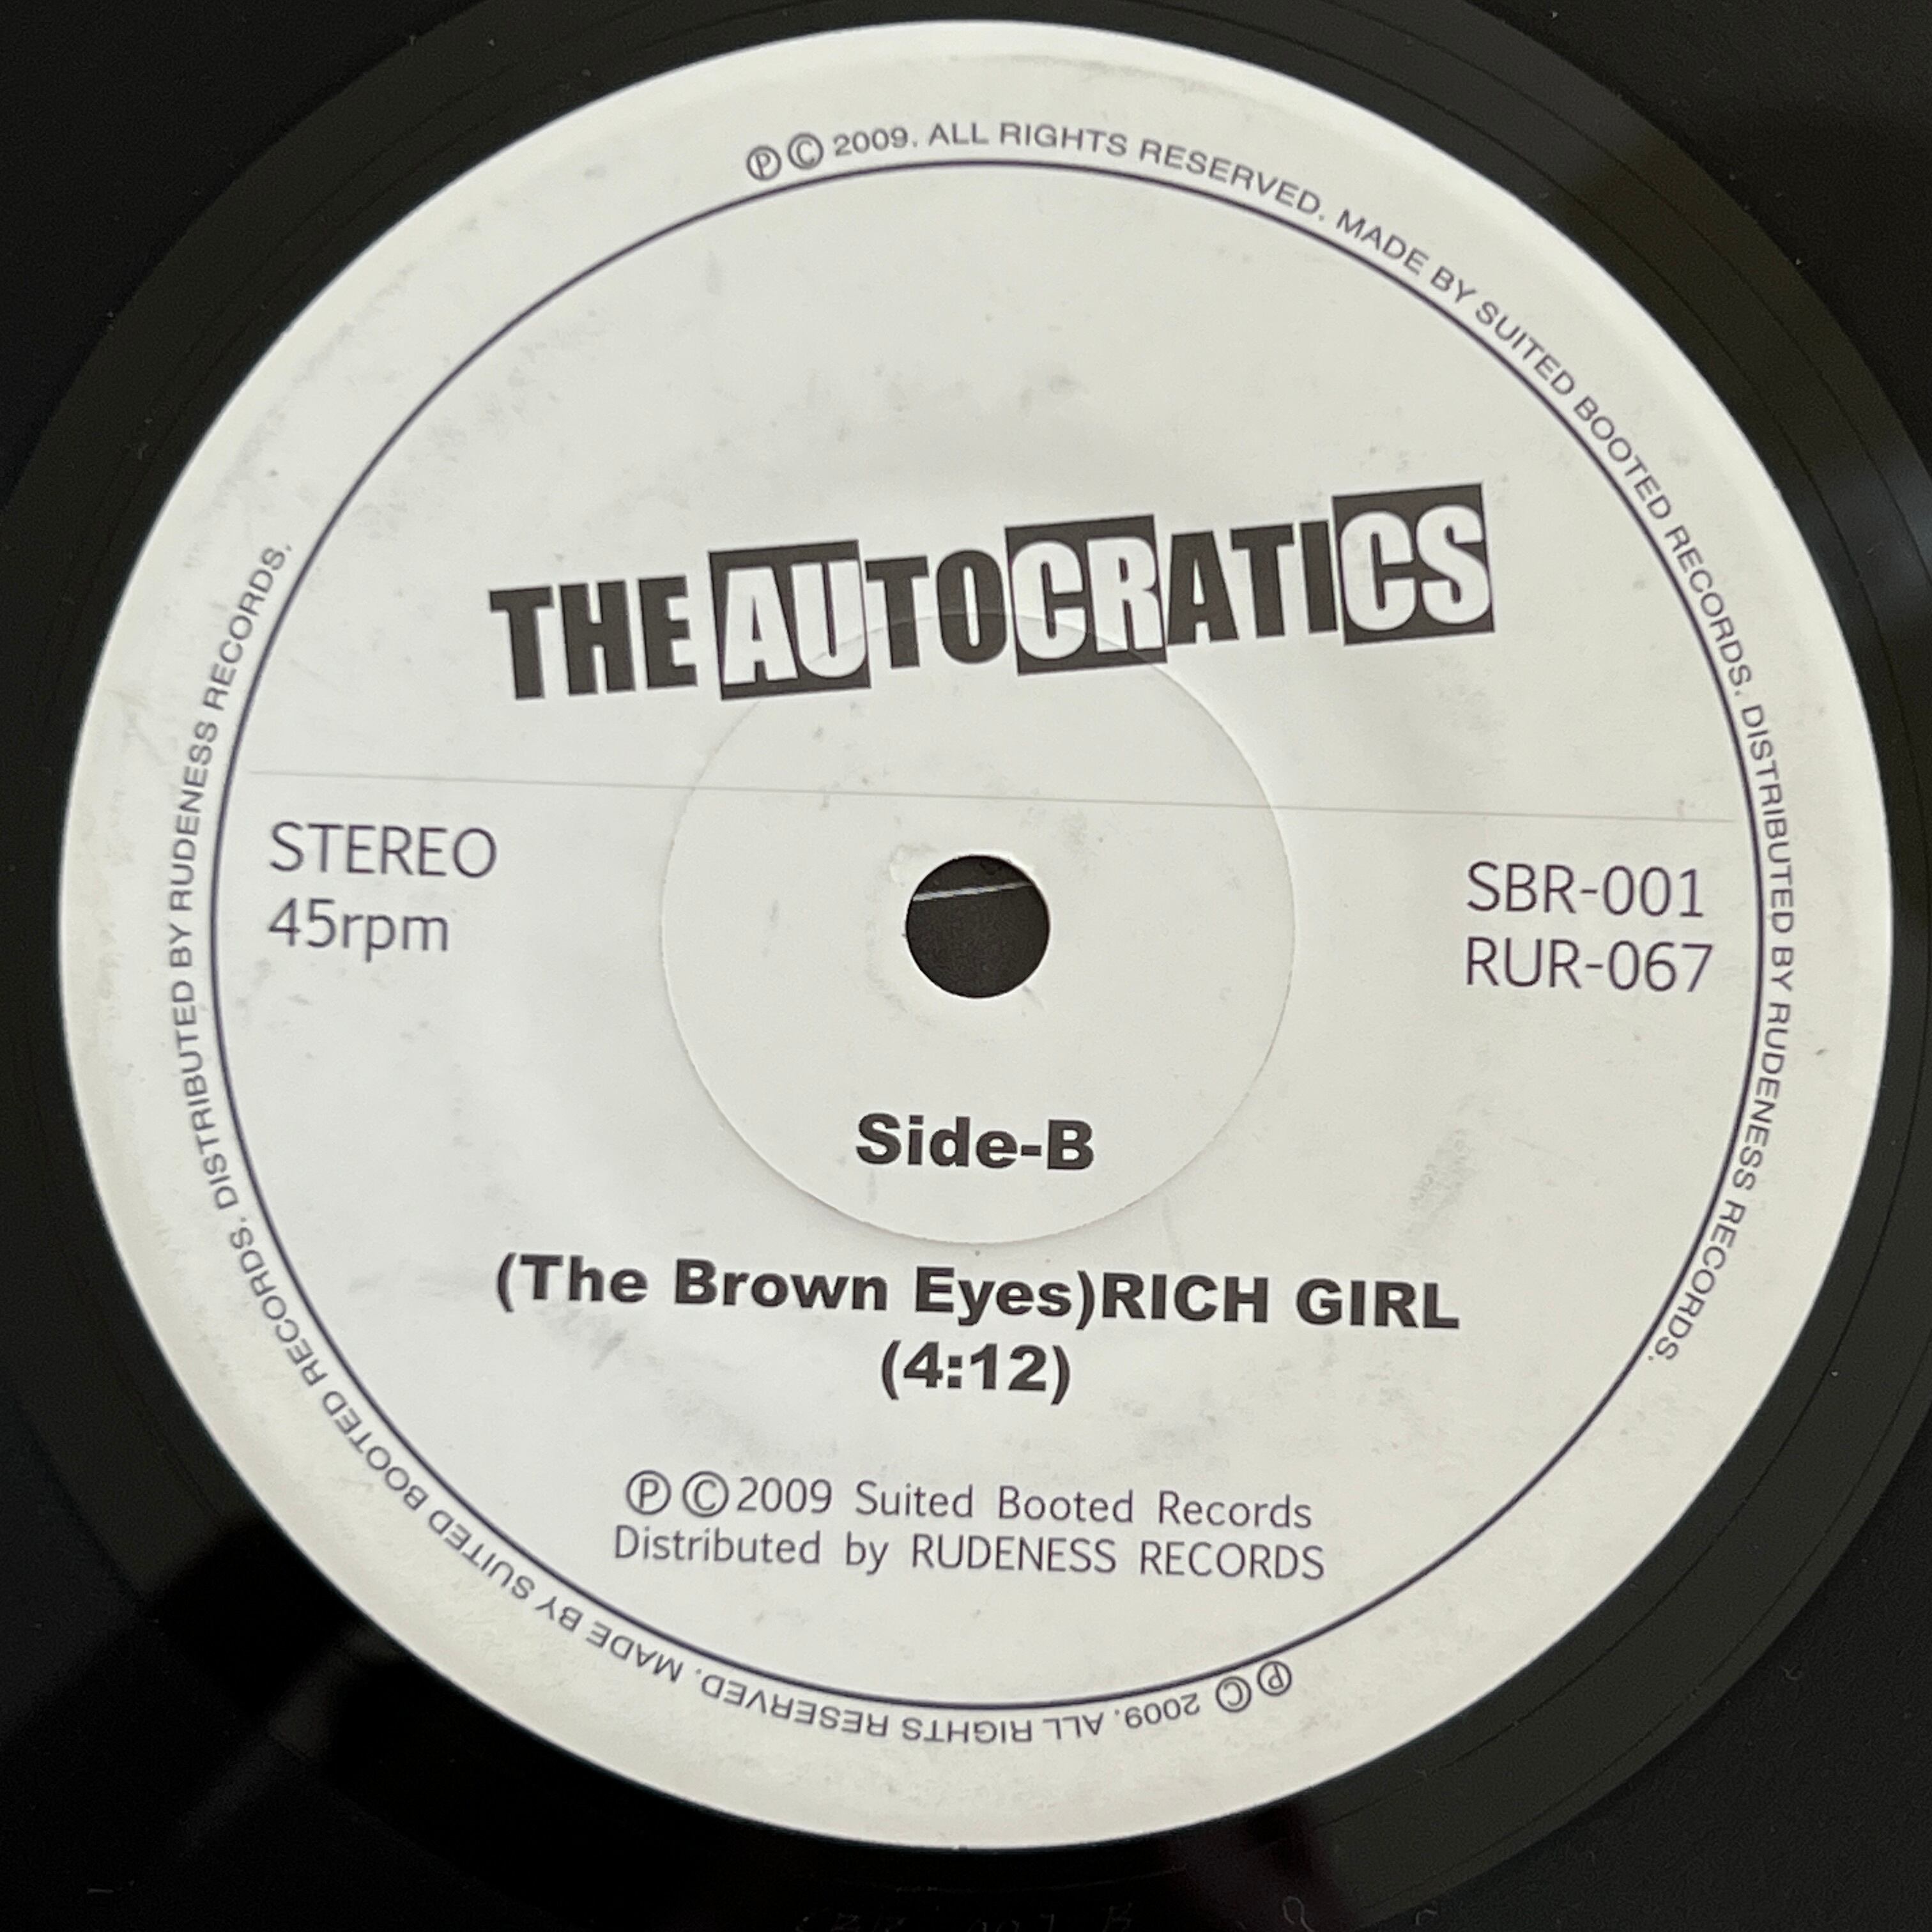 Ⓟ Ⓒ 2009. ALL RIGHTS RESERVED. MADE BY SUITED BOOTED RECORDS. DISTRIBUTED BY RUDENESS RECORDS.
THE AUTOCRATICS
STEREO
45rpm
SBR-001
RUR-067
Side-B
(The Brown Eyes)RICH GIRL
(4:12)
Ⓟ Ⓒ 2009 Suited Booted Records
Distributed by RUDENESS RECORDS
Ⓟ Ⓒ 2009. ALL RIGHTS RESERVED. MADE BY SUITED BOOTED RECORDS. DISTRIBUTED BY RUDENESS RECORDS.